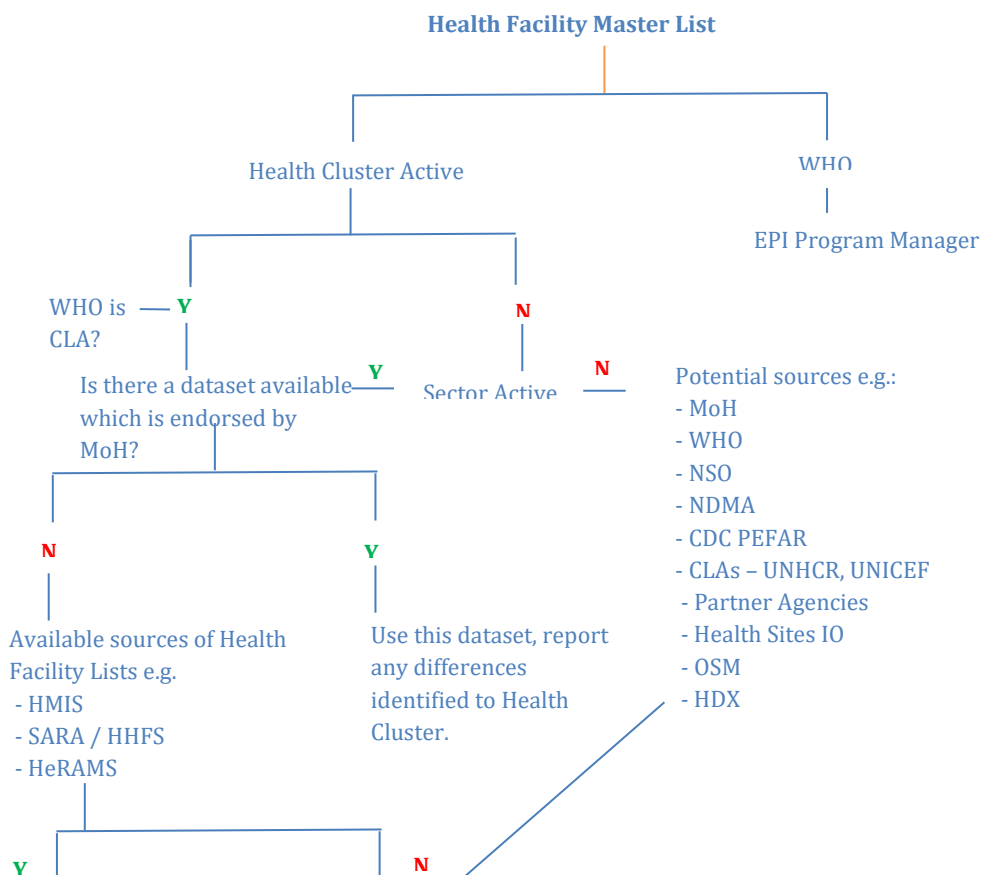 Health Facility Master List
Health Cluster Active
WHO
EPI Program Manager
WHO is
CLA?
Y
N
Is there a dataset available
which is endorsed by
MoH?
Y
Sector Active
N
Potential sources e.g.:
- MoH
- WHO
- NSO
- NDMA
- CDC PEFAR
- CLAs – UNHCR, UNICEF
- Partner Agencies
- Health Sites IO
- OSM
- HDX
N
Y
Available sources of Health
Facility Lists e.g.
- HMIS
- SARA / HHFS
- HeRAMS
Use this dataset, report
any differences
identified to Health
Cluster.
Y
N